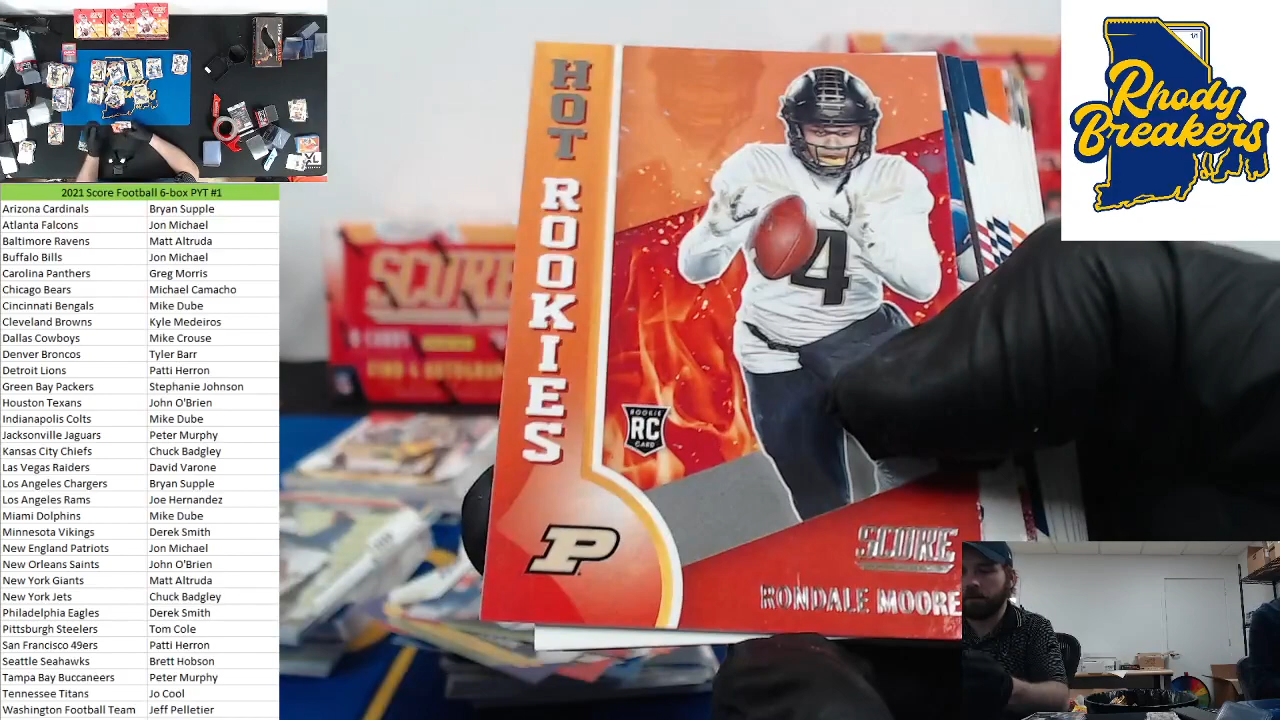 2021 Score Football 6-box PYT #1
Arizona Cardinals Bryan Supple
Atlanta Falcons Jon Michael
Baltimore Ravens Matt Altruda
Buffalo Bills Jon Michael
Carolina Panthers Greg Morris
Chicago Bears Michael Camacho
Cincinnati Bengals Mike Dube
Cleveland Browns Kyle Medeiros
Dallas Cowboys Mike Crouse
Denver Broncos Tyler Barr
Detroit Lions Patti Herron
Green Bay Packers Stephanie Johnson
Houston Texans John O'Brien
Indianapolis Colts Mike Dube
Jacksonville Jaguars Peter Murphy
Kansas City Chiefs Chuck Badgley
Las Vegas Raiders David Varone
Los Angeles Chargers Bryan Supple
Los Angeles Rams Joe Hernandez
Miami Dolphins Mike Dube
Minnesota Vikings Derek Smith
New England Patriots Jon Michael
New Orleans Saints John O'Brien
New York Giants Matt Altruda
New York Jets Chuck Badgley
Philadelphia Eagles Derek Smith
Pittsburgh Steelers Tom Cole
San Francisco 49ers Patti Herron
Seattle Seahawks Brett Hobson
Tampa Bay Buccaneers Peter Murphy
Tennessee Titans Jo Cool
Washington Football Team Jeff Pelletier
HOT ROOKIES
4
ROOKIE
RC
CARD
P
SCORE
RONDALE MOORE
SCORE
1/1
Rhody
Breakers
XL